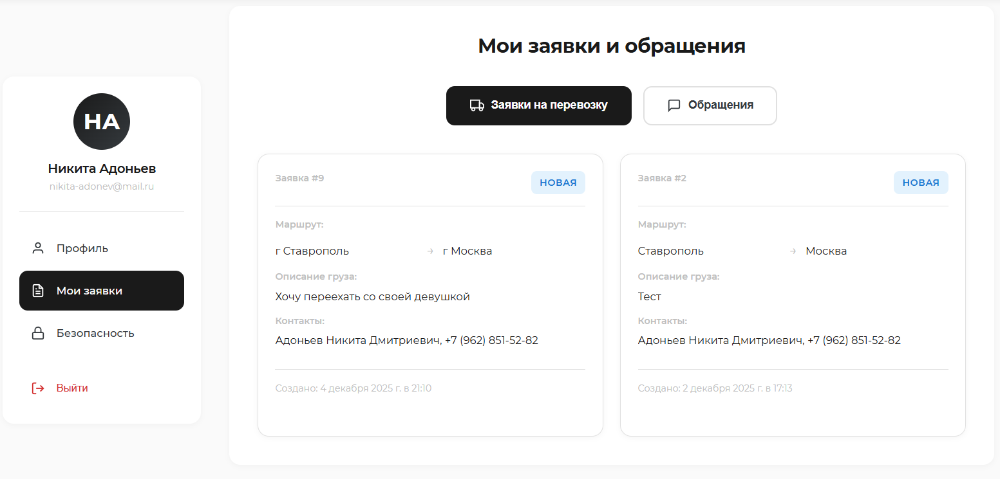 НА
Никита Адоньев
nikita-adonev@mail.ru
Профиль
Мои заявки
Безопасность
Выйти
Мои заявки и обращения
Заявки на перевозку
Обращения
Заявка #9
НОВАЯ
Маршрут:
г Ставрополь → г Москва
Описание груза:
Хочу переехать со своей девушкой
Контакты:
Адоньев Никита Дмитриевич, +7 (962) 851-52-82
Создано: 4 декабря 2025 г. в 21:10
Заявка #2
НОВАЯ
Маршрут:
Ставрополь → Москва
Описание груза:
Тест
Контакты:
Адоньев Никита Дмитриевич, +7 (962) 851-52-82
Создано: 2 декабря 2025 г. в 17:13